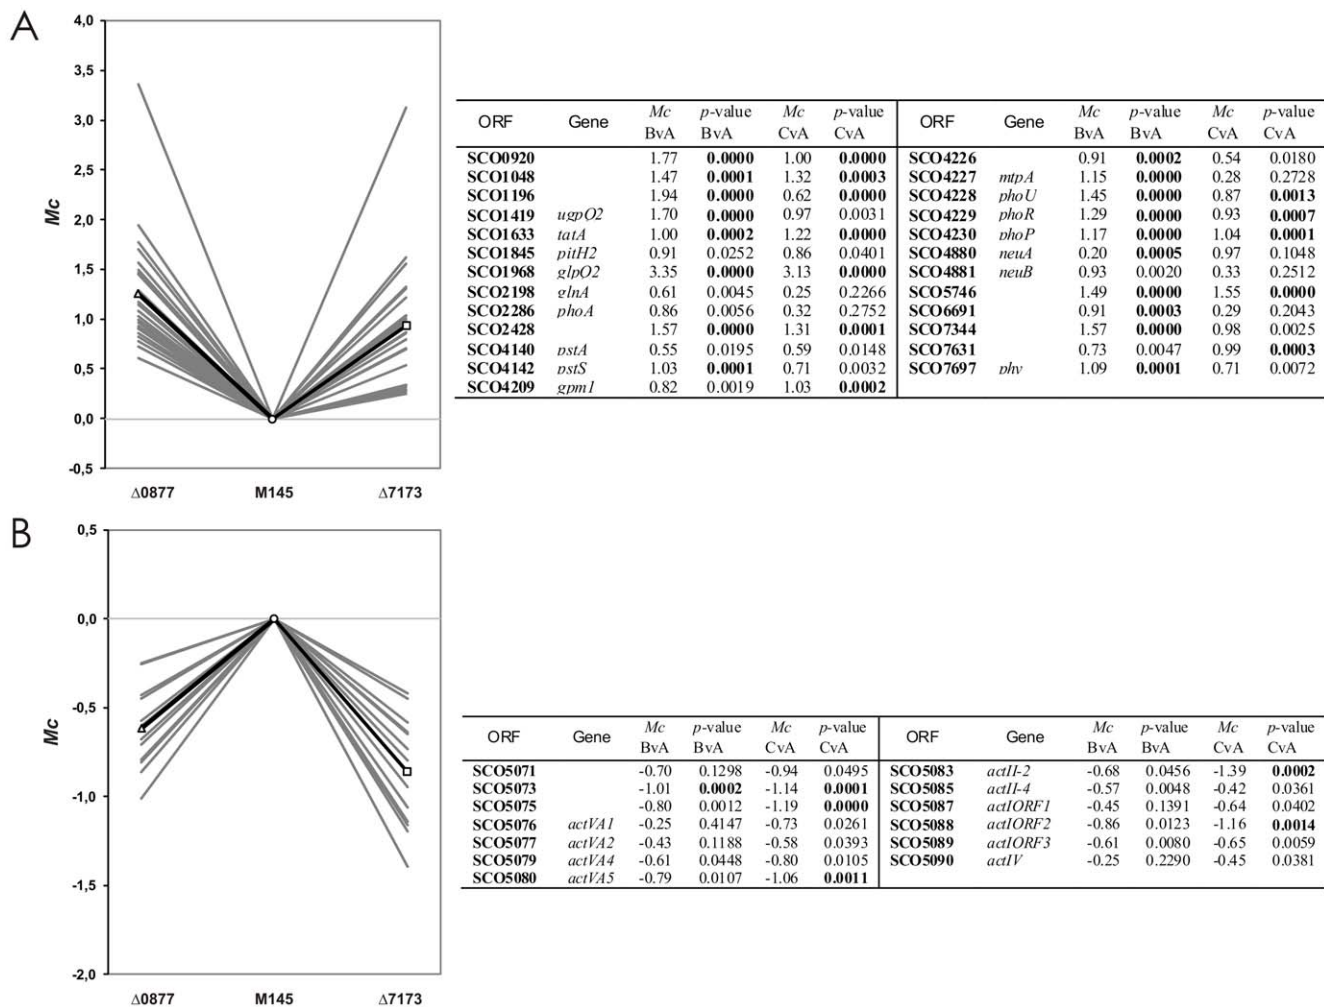 A
4,0
3,5
3,0
2,5
2,0
1,5
1,0
0,5
0,0
-0,5
Mc
Δ0877 M145 Δ7173
ORF Gene Mc p-value Mc p-value ORF Gene Mc p-value Mc p-value
BvA BvA CvA CvA BvA BvA CvA CvA
SCO0920 1.77 0.0000 1.00 0.0000 SCO4226 0.91 0.0002 0.54 0.0180
SCO1048 1.47 0.0001 1.32 0.0003 SCO4227 mtpA 1.15 0.0000 0.28 0.2728
SCO1196 1.94 0.0000 0.62 0.0000 SCO4228 phoU 1.45 0.0000 0.87 0.0013
SCO1419 ugpQ2 1.70 0.0000 0.97 0.0031 SCO4229 phoR 1.29 0.0000 0.93 0.0007
SCO1633 tatA 1.00 0.0002 1.22 0.0000 SCO4230 phoP 1.17 0.0000 1.04 0.0001
SCO1845 pitH2 0.91 0.0252 0.86 0.0401 SCO4880 neuA 0.20 0.0005 0.97 0.1048
SCO1968 glpQ2 3.35 0.0000 3.13 0.0000 SCO4881 neuB 0.93 0.0020 0.33 0.2512
SCO2198 glnA 0.61 0.0045 0.25 0.2266 SCO5746 1.49 0.0000 1.55 0.0000
SCO2286 phoA 0.86 0.0056 0.32 0.2752 SCO6691 0.91 0.0003 0.29 0.2043
SCO2428 1.57 0.0000 1.31 0.0001 SCO7344 1.57 0.0000 0.98 0.0025
SCO4140 pstA 0.55 0.0195 0.59 0.0148 SCO7631 0.73 0.0047 0.99 0.0003
SCO4142 pstS 1.03 0.0001 0.71 0.0032 SCO7697 phy 1.09 0.0001 0.71 0.0072
SCO4209 gpm1 0.82 0.0019 1.03 0.0002
B
0,5
0,0
-0,5
-1,0
-1,5
-2,0
Mc
Δ0877 M145 Δ7173
ORF Gene Mc p-value Mc p-value ORF Gene Mc p-value Mc p-value
BvA BvA CvA CvA BvA BvA CvA CvA
SCO5071 -0.70 0.1298 -0.94 0.0495 SCO5083 actII-2 -0.68 0.0456 -1.39 0.0002
SCO5073 -1.01 0.0002 -1.14 0.0001 SCO5085 actII-4 -0.57 0.0048 -0.42 0.0361
SCO5075 -0.80 0.0012 -1.19 0.0000 SCO5087 actIORF1 -0.45 0.1391 -0.64 0.0402
SCO5076 actVA1 -0.25 0.4147 -0.73 0.0261 SCO5088 actIORF2 -0.86 0.0123 -1.16 0.0014
SCO5077 actVA2 -0.43 0.1188 -0.58 0.0393 SCO5089 actIORF3 -0.61 0.0080 -0.65 0.0059
SCO5079 actVA4 -0.61 0.0448 -0.80 0.0105 SCO5090 actIV -0.25 0.2290 -0.45 0.0381
SCO5080 actVA5 -0.79 0.0107 -1.06 0.0011